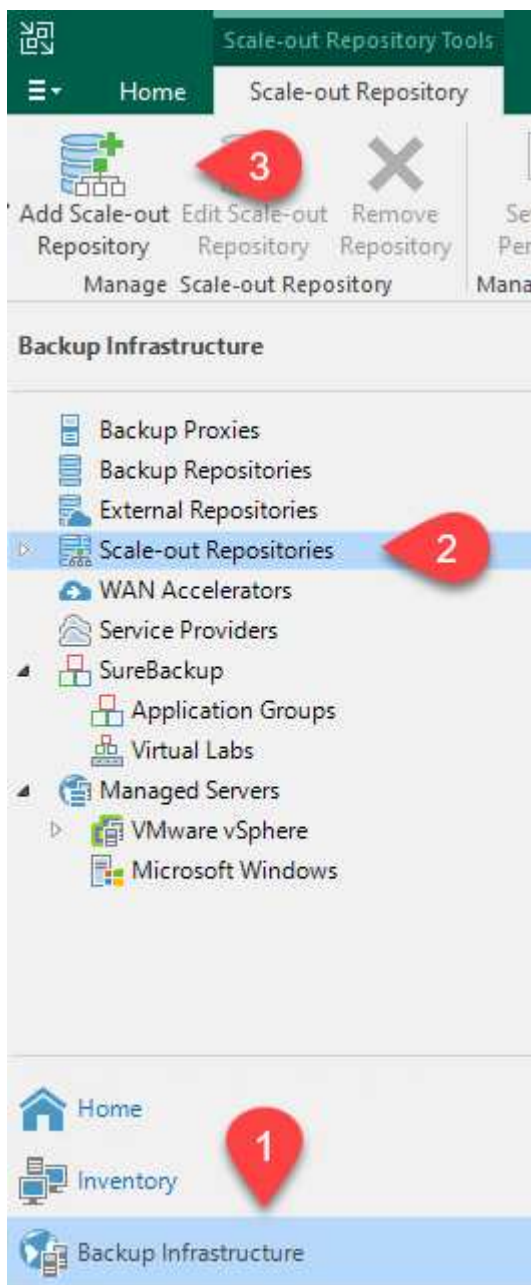 Scale-out Repository Tools
Home Scale-out Repository
3
Add Scale-out Edit Scale-out Remove
Repository Repository Repository
Manage Scale-out Repository
Backup Infrastructure
Backup Proxies
Backup Repositories
External Repositories
Scale-out Repositories
2
WAN Accelerators
Service Providers
SureBackup
Application Groups
Virtual Labs
Managed Servers
VMware vSphere
Microsoft Windows
Home
1
Inventory
Backup Infrastructure